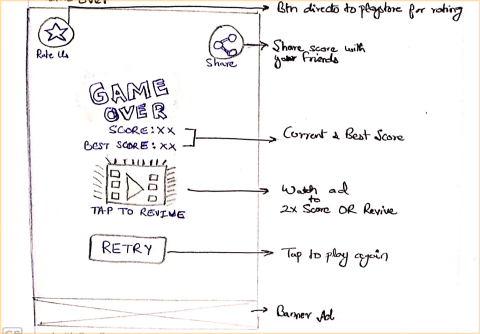 OVER
Btn directs to playstore for rating
Rate Us
Share
Share score with
your friends
GAME
OVER
SCORE: XX
BEST SCORE: XX
Current & Best Score
Watch ad
to
2x Score OR Revive
TAP TO REVIVE
RETRY
Tap to play again
Banner Ad